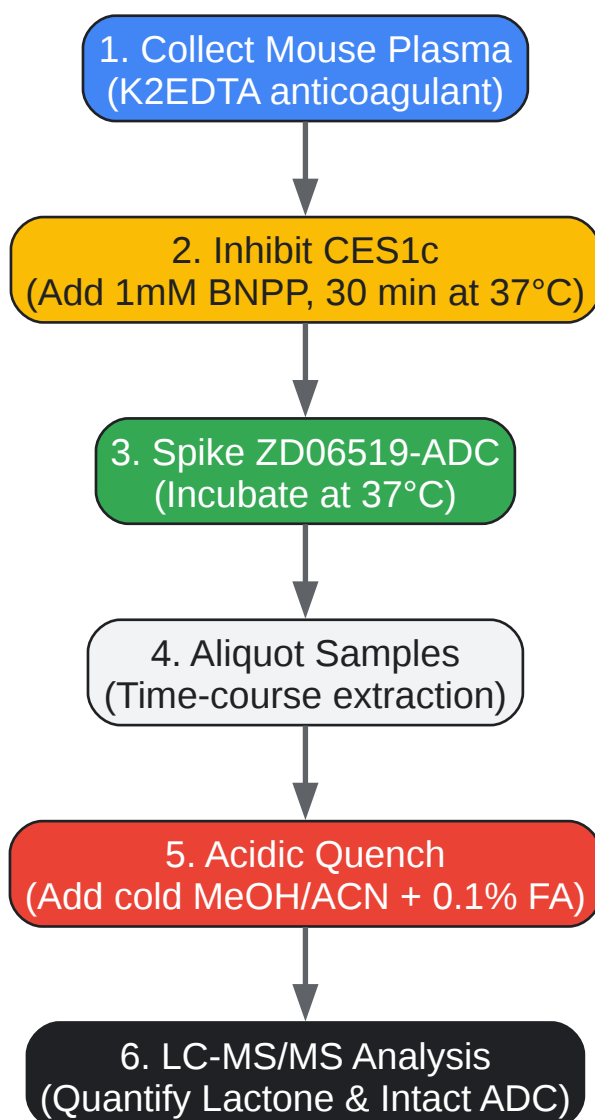 1. Collect Mouse Plasma
(K2EDTA anticoagulant)
2. Inhibit CES1c
(Add 1mM BNPP, 30 min at 37°C)
3. Spike ZD06519-ADC
(Incubate at 37°C)
4. Aliquot Samples
(Time-course extraction)
5. Acidic Quench
(Add cold MeOH/ACN + 0.1% FA)
6. LC-MS/MS Analysis
(Quantify Lactone & Intact ADC)